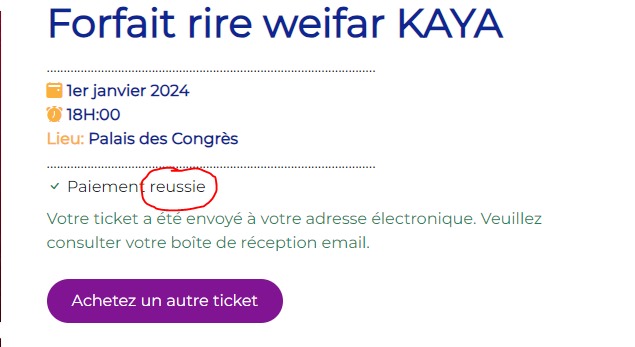 Forfait rire weifar KAYA
1er janvier 2024
18H:00
Lieu: Palais des Congrès
Paiement reussie
Votre ticket a été envoyé à votre adresse électronique. Veuillez
consulter votre boîte de réception email.
Achetez un autre ticket